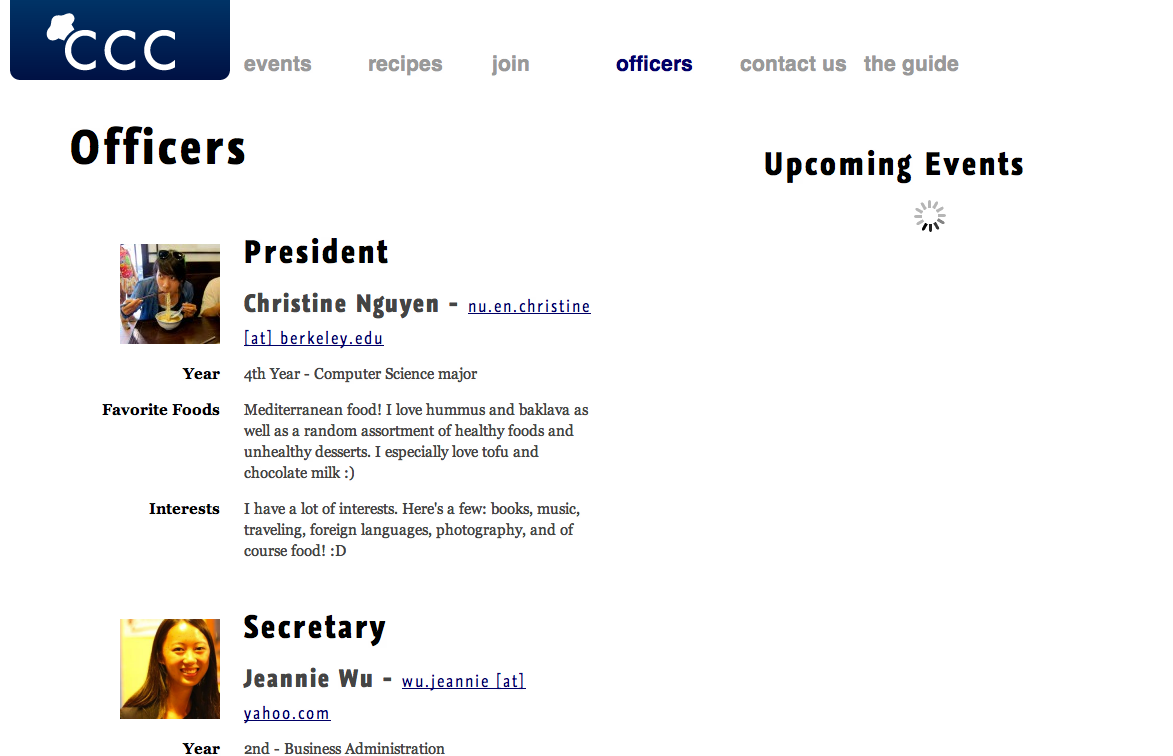 CCC
events recipes join officers contact us the guide
Officers
Upcoming Events
President
Christine Nguyen - nu.en.christine
[at] berkeley.edu
Year 4th Year - Computer Science major
Favorite Foods Mediterranean food! I love hummus and baklava as
well as a random assortment of healthy foods and
unhealthy desserts. I especially love tofu and
chocolate milk :)
Interests I have a lot of interests. Here's a few: books, music,
traveling, foreign languages, photography, and of
course food! :D
Secretary
Jeannie Wu - wu.jeannie [at]
yahoo.com
Year 2nd - Business Administration